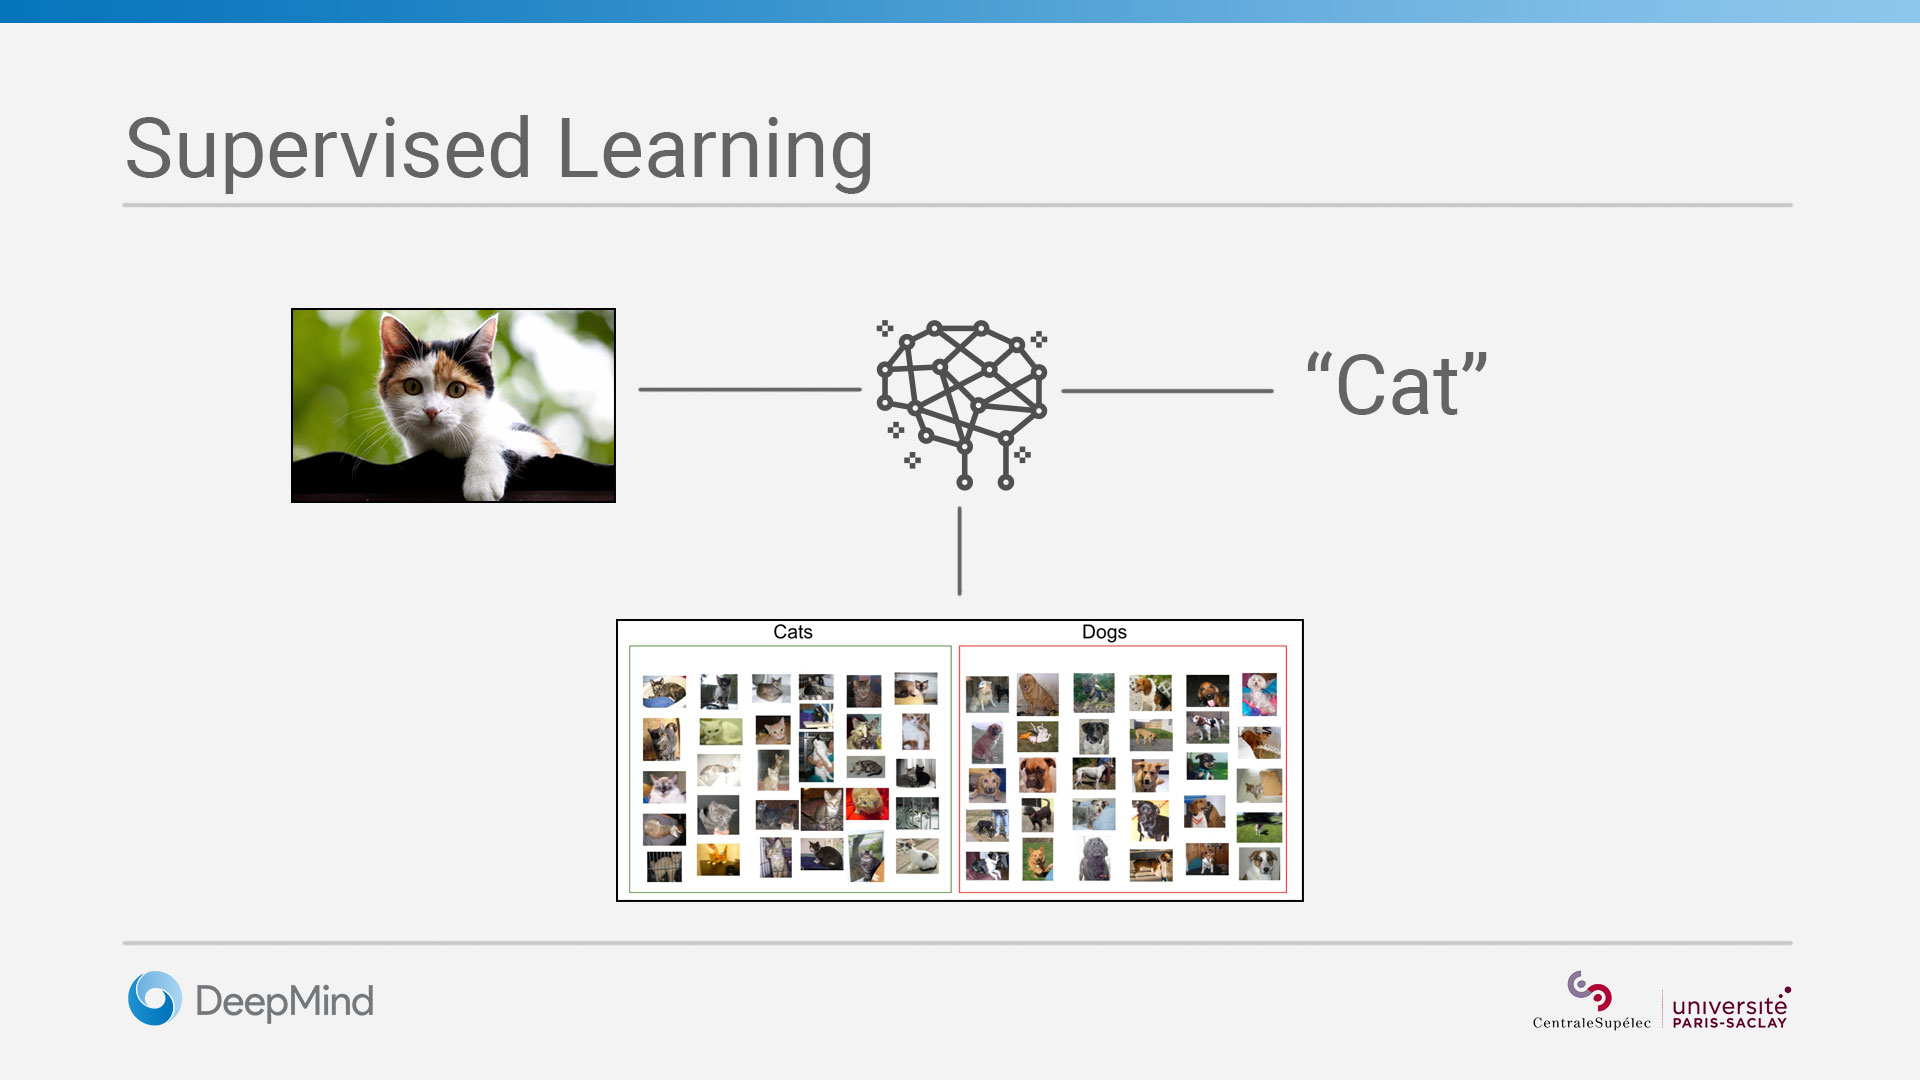 Supervised Learning
“Cat”
Cats
Dogs
DeepMind
CentraleSupélec
université
PARIS-SACLAY